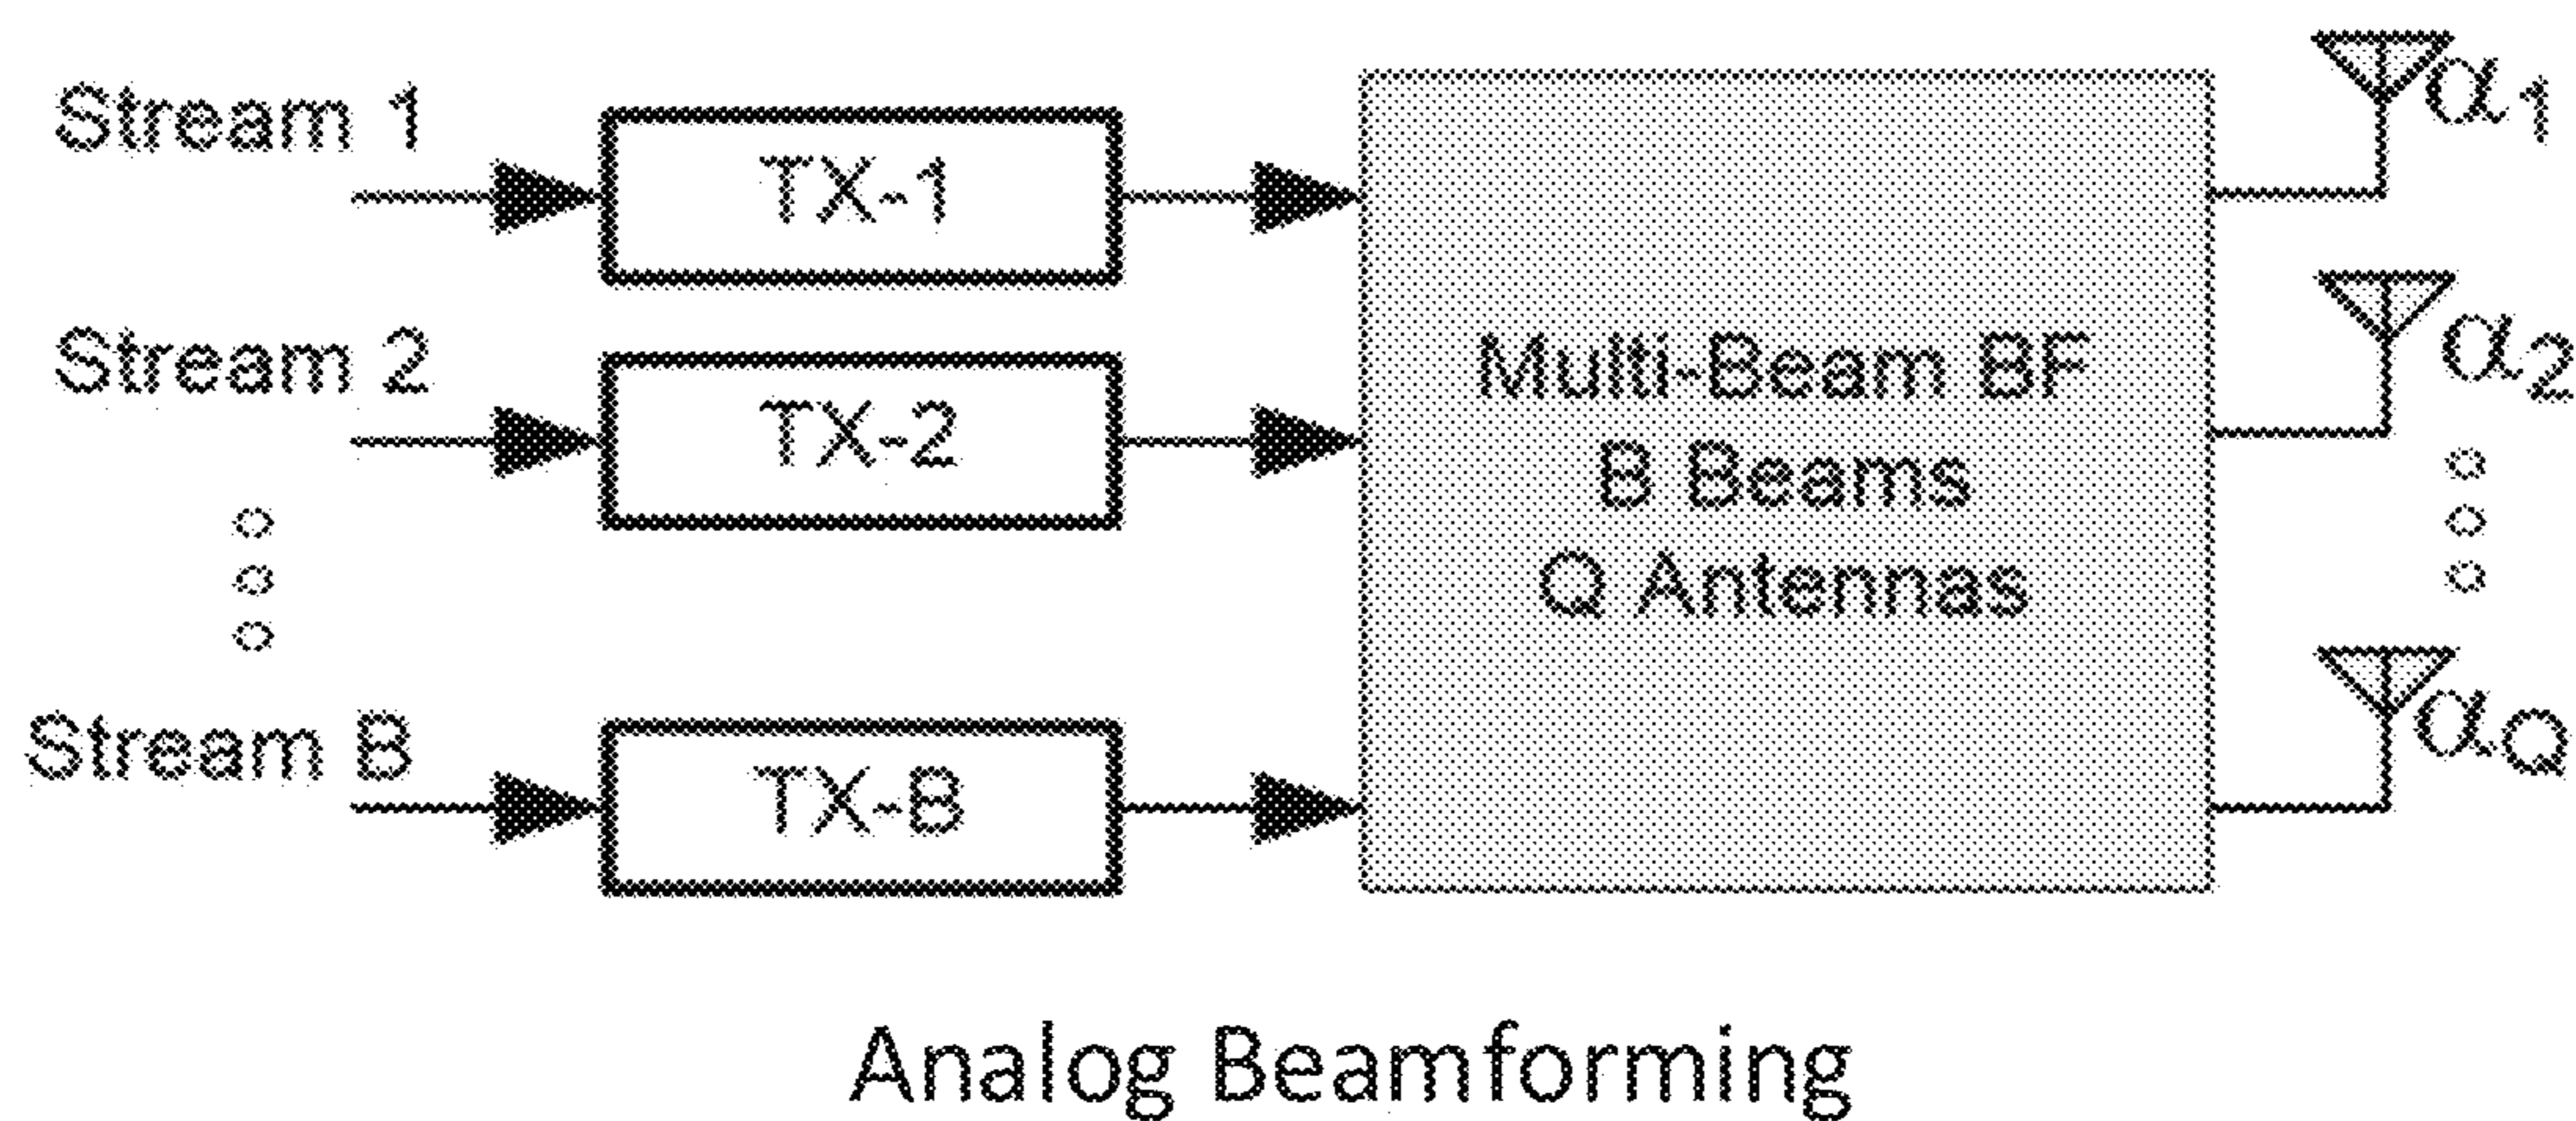 Stream 1
TX-1
α1
Stream 2
TX-2
α2
Multi-Beam BF
B Beams
Q Antennas
Stream B
TX-B
αQ
Analog Beamforming